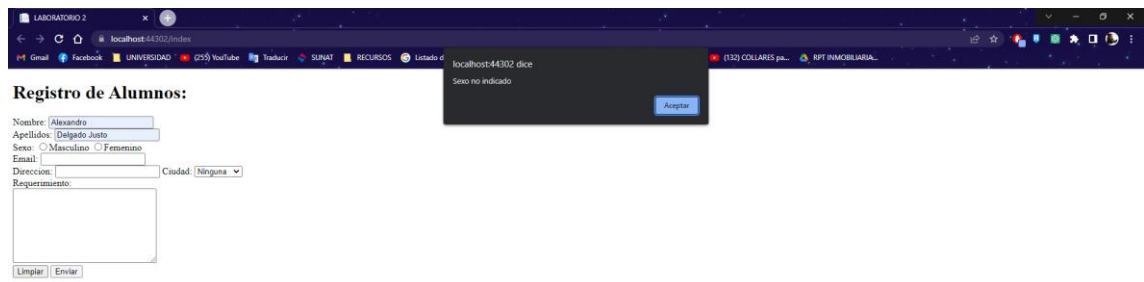 LABORATORIO 2
localhost:44302/index
Gmail Facebook UNIVERSIDAD (255) YouTube Traducir SUNAT RECURSOS Listado d
(132) COLLARES pa... RPT INMOBILIARIA...
localhost:44302 dice
Sexo no indicado
Aceptar
Registro de Alumnos:
Nombre: Alexandro
Apellidos: Delgado Justo
Sexo: Masculino Femenino
Email:
Direccion: Ciudad: Ninguna
Requerimiento:
Limpiar Enviar